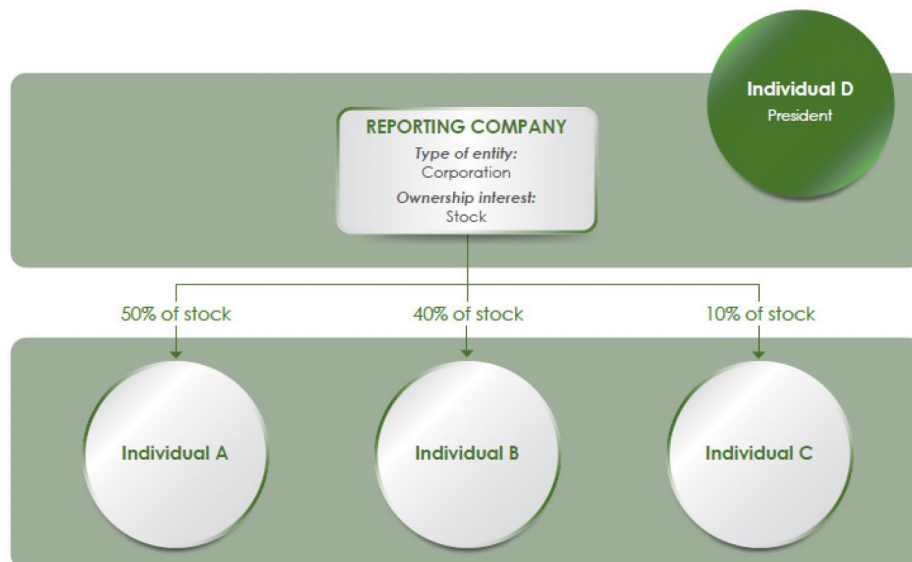 Individual D
President
REPORTING COMPANY
Type of entity:
Corporation
Ownership interest:
Stock
50% of stock
40% of stock
10% of stock
Individual A
Individual B
Individual C